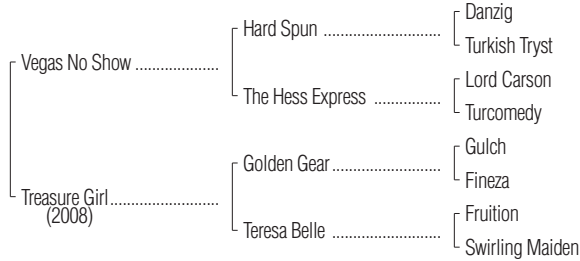 Danzig
Hard Spun ........................
Turkish Tryst
Vegas No Show .................
Lord Carson
The Hess Express ..............
Turcomedy
Gulch
Golden Gear......................
Fineza
Treasure Girl......................
(2008)
Fruition
Teresa Belle ......................
Swirling Maiden